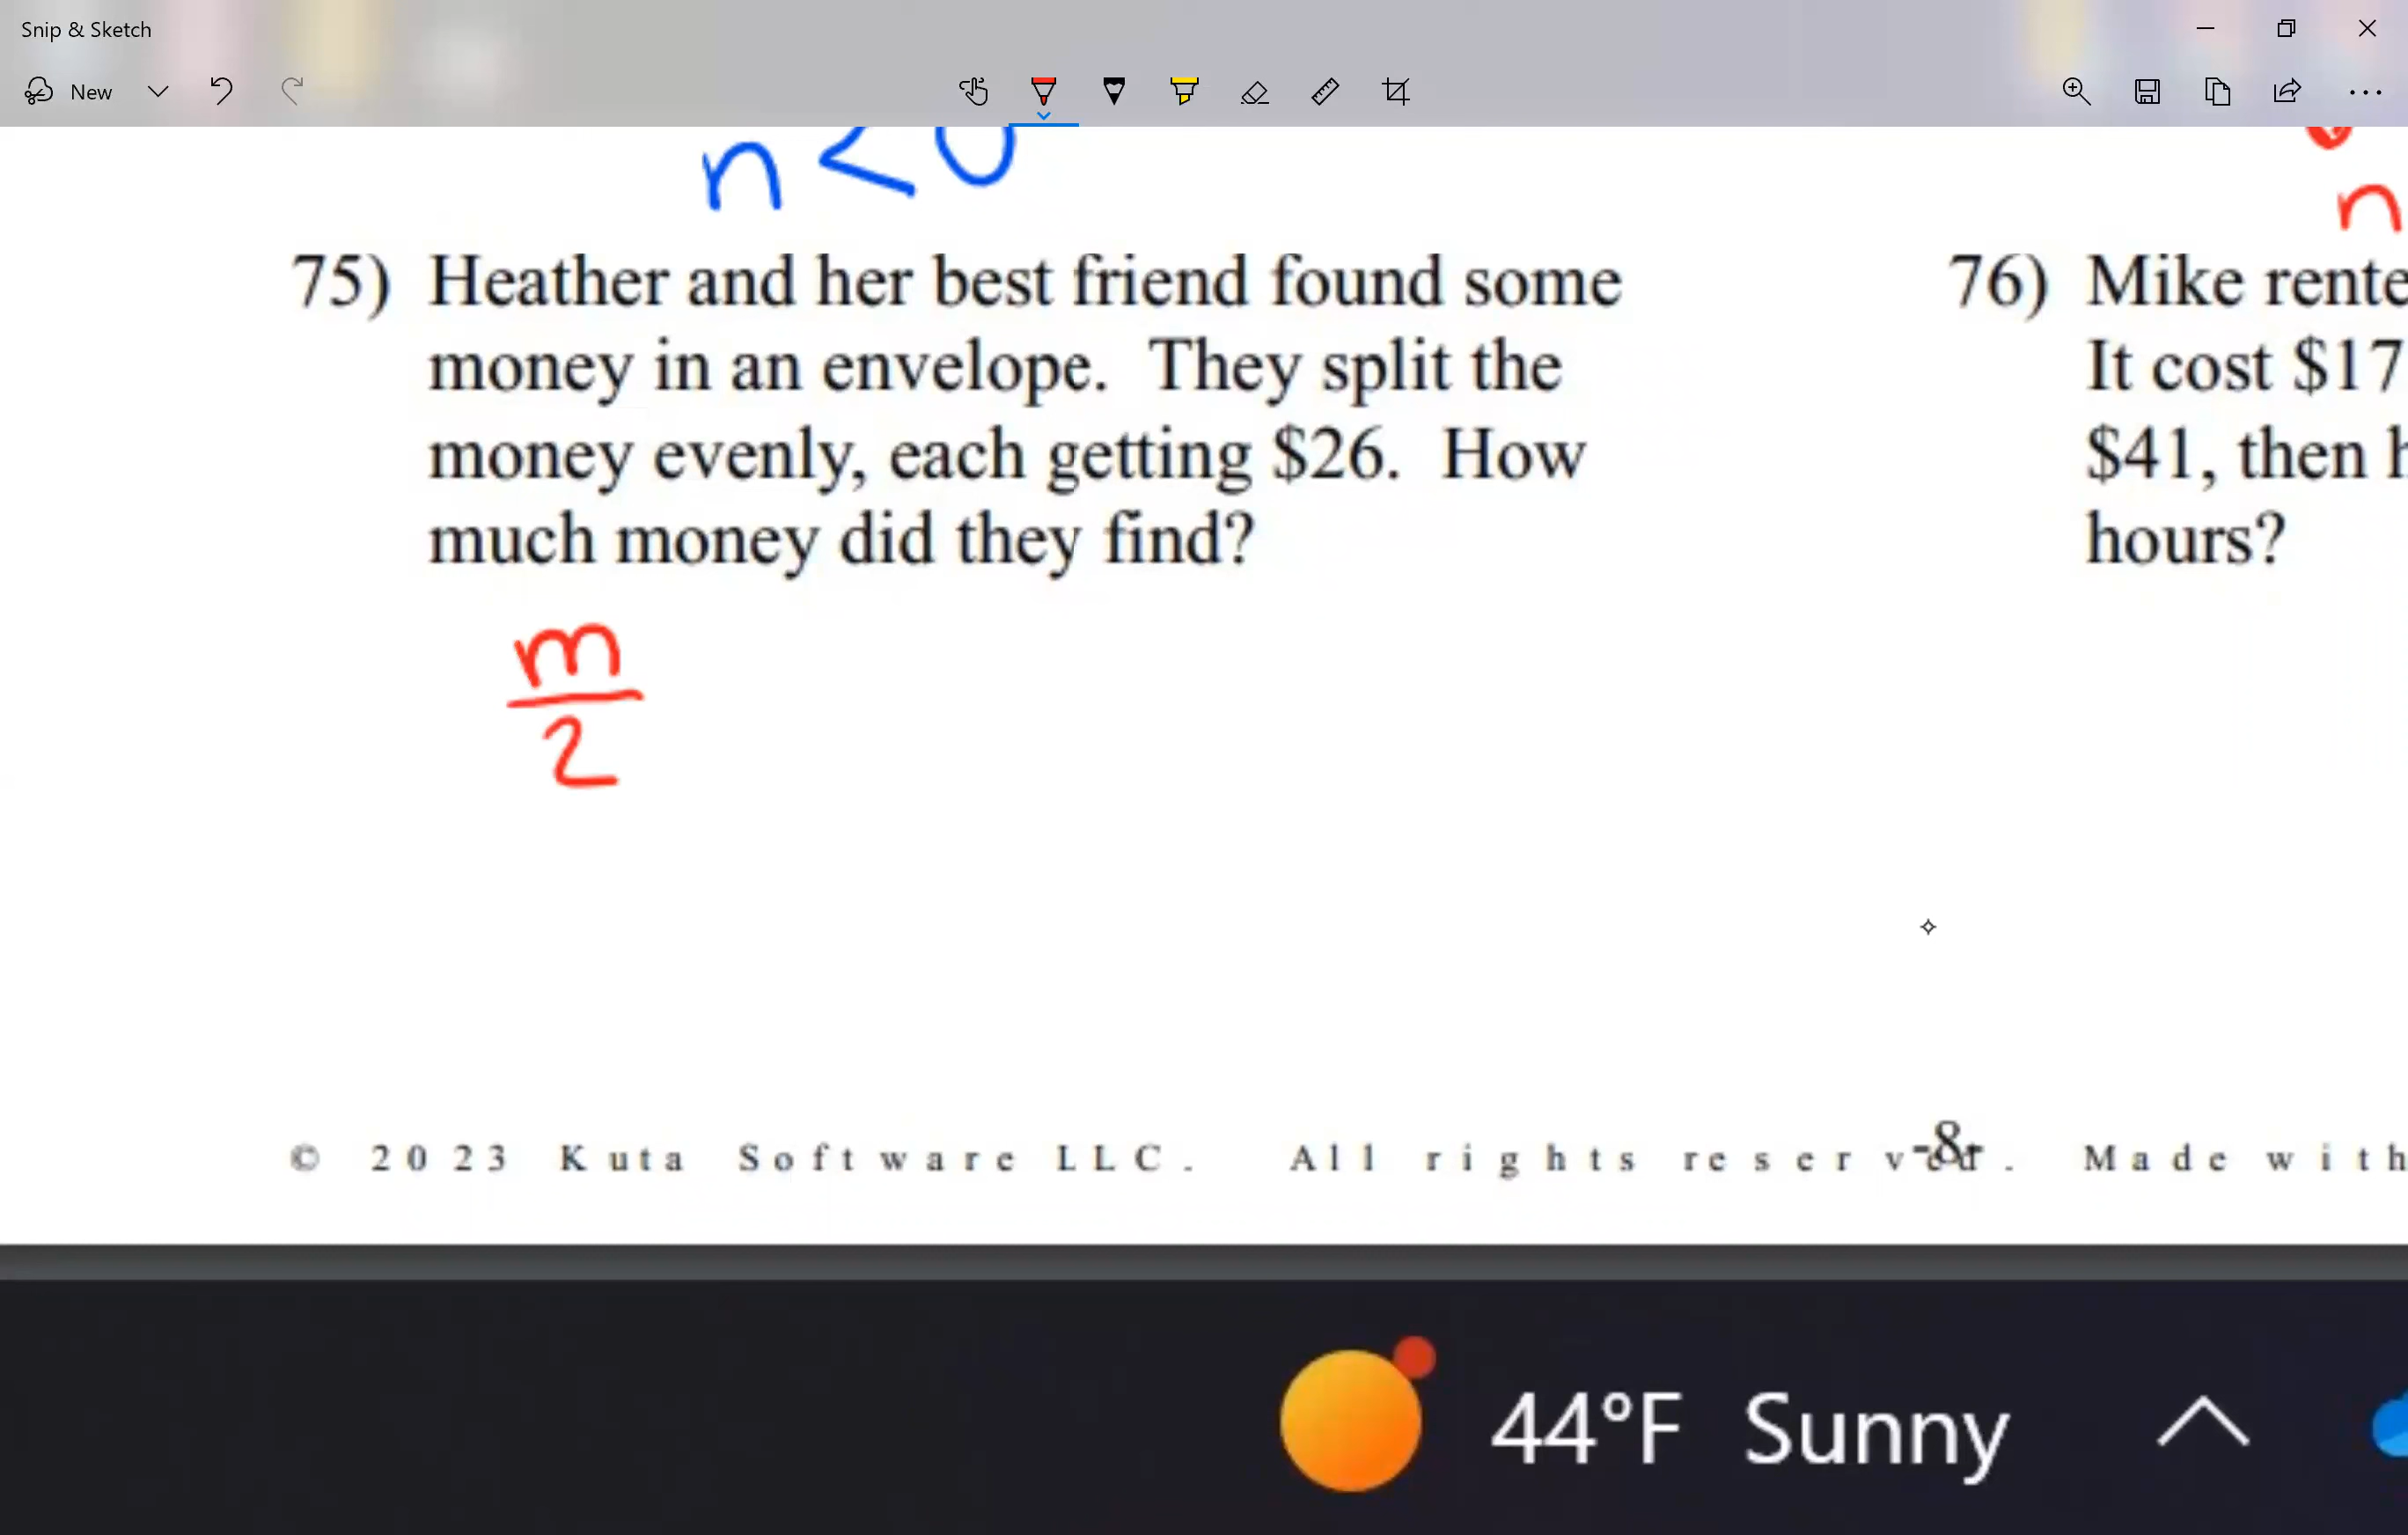 Snip & Sketch
New
n < 0
n
75) Heather and her best friend found some
money in an envelope. They split the
money evenly, each getting $26. How
much money did they find?
76) Mike rente
It cost $17
$41, then h
hours?
m
2
© 2023 Kuta Software LLC. All rights reserved. Made with
-8-
44°F Sunny